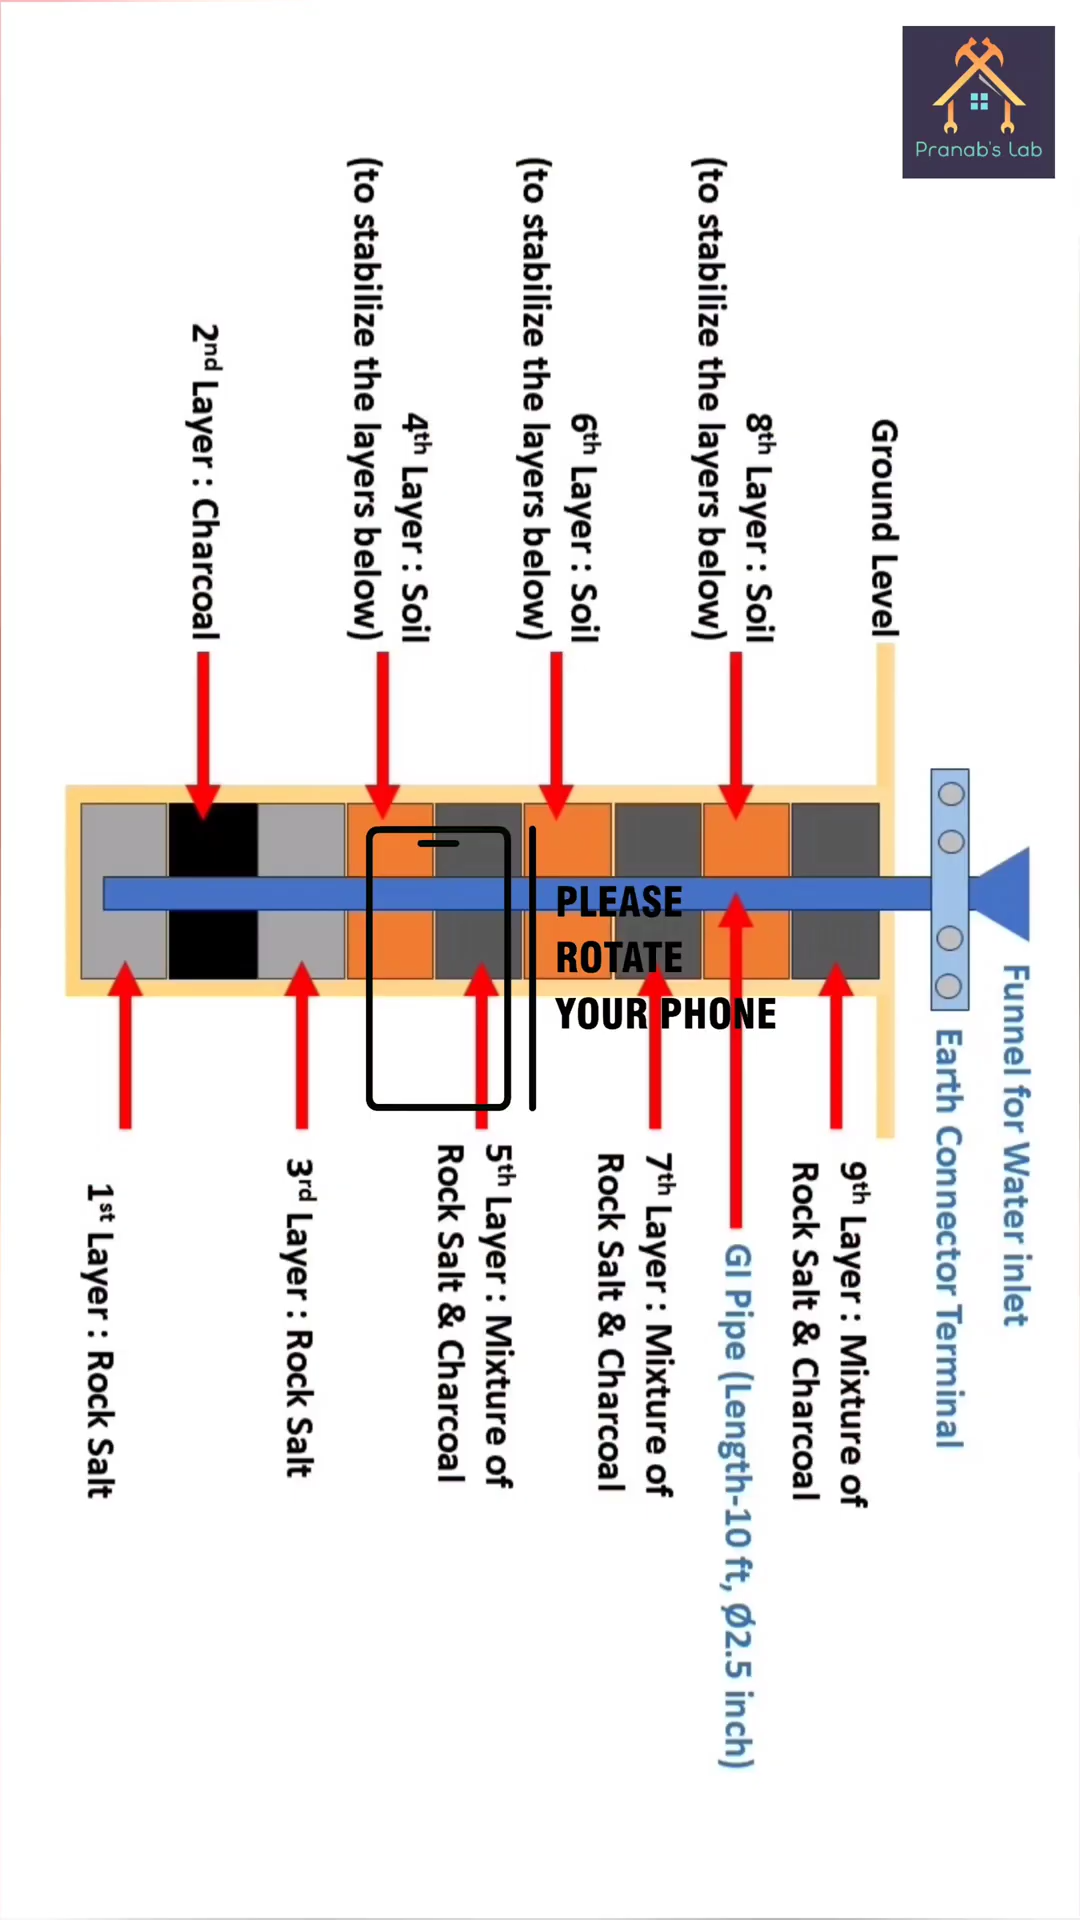 Pranab's Lab
Funnel for Water inlet
Earth Connector Terminal
Ground Level
9th Layer : Mixture of
Rock Salt & Charcoal
8th Layer : Soil
(to stabilize the layers below)
GI Pipe (Length-10 ft, Ø2.5 inch)
7th Layer : Mixture of
Rock Salt & Charcoal
6th Layer : Soil
(to stabilize the layers below)
5th Layer : Mixture of
Rock Salt & Charcoal
4th Layer : Soil
(to stabilize the layers below)
3rd Layer : Rock Salt
2nd Layer : Charcoal
1st Layer : Rock Salt
PLEASE
ROTATE
YOUR PHONE